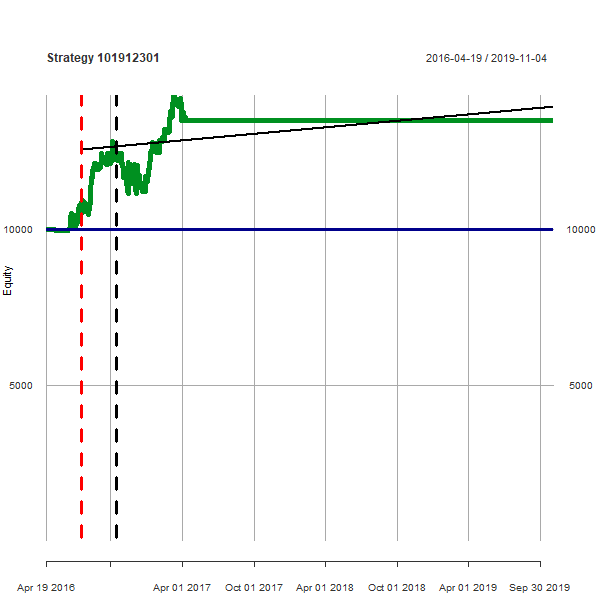 Strategy 101912301
2016-04-19 / 2019-11-04
10000
10000
Equity
5000
5000
Apr 19 2016
Apr 01 2017
Oct 01 2017
Apr 01 2018
Oct 01 2018
Apr 01 2019
Sep 30 2019